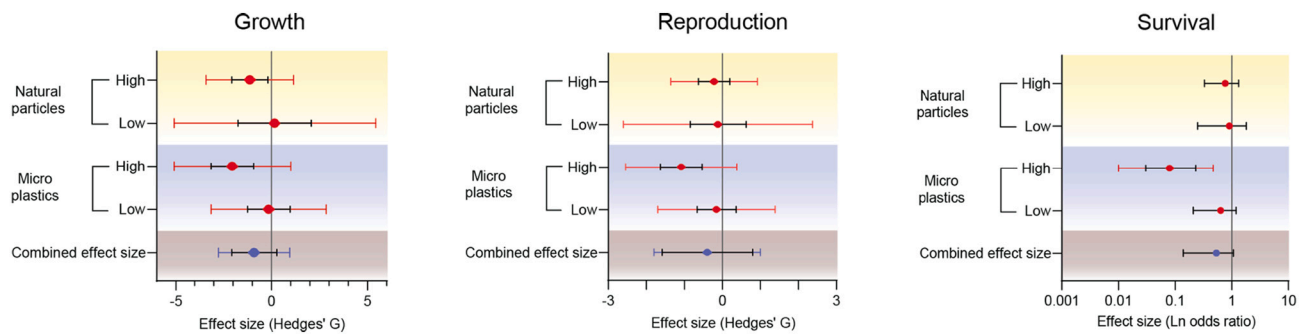 Growth
Natural
particles
High
Low
Micro
plastics
High
Low
Combined effect size
-5
0
5
Effect size (Hedges' G)
Reproduction
Natural
particles
High
Low
Micro
plastics
High
Low
Combined effect size
-3
0
3
Effect size (Hedges' G)
Survival
Natural
particles
High
Low
Micro
plastics
High
Low
Combined effect size
0.001
0.01
0.1
1
10
Effect size (Ln odds ratio)